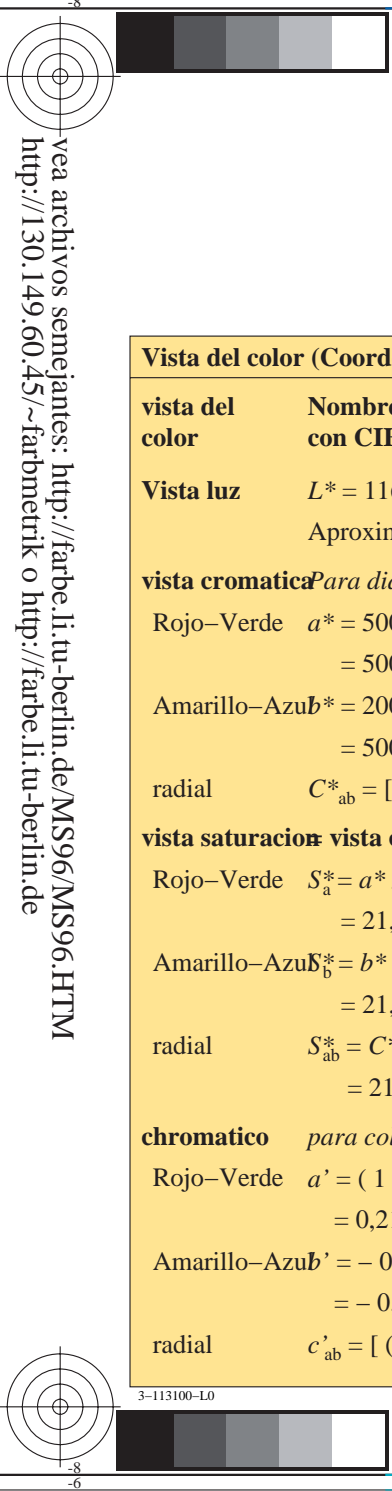 -8
vea archivos semejantes: http://farbe.li.tu-berlin.de/MS96/MS96.HTM
http://130.149.60.45/~farbmetrik o http://farbe.li.tu-berlin.de
Vista del color (Coord
vista del Nombre
color con CIE
Vista luz L* = 116
Aproxim
vista cromatica Para dia
Rojo–Verde a* = 500
= 500
Amarillo–Azul b* = 200
= 500
radial C*ab = [
vista saturacion = vista c
Rojo–Verde S*a = a*
= 21,
Amarillo–Azul S*b = b*
= 21,
radial S*ab = C*
= 21
chromatico para col
Rojo–Verde a’ = ( 1
= 0,2
Amarillo–Azul b’ = – 0
= – 0
radial c’ab = [ (
3–113100–L0
-8
-6